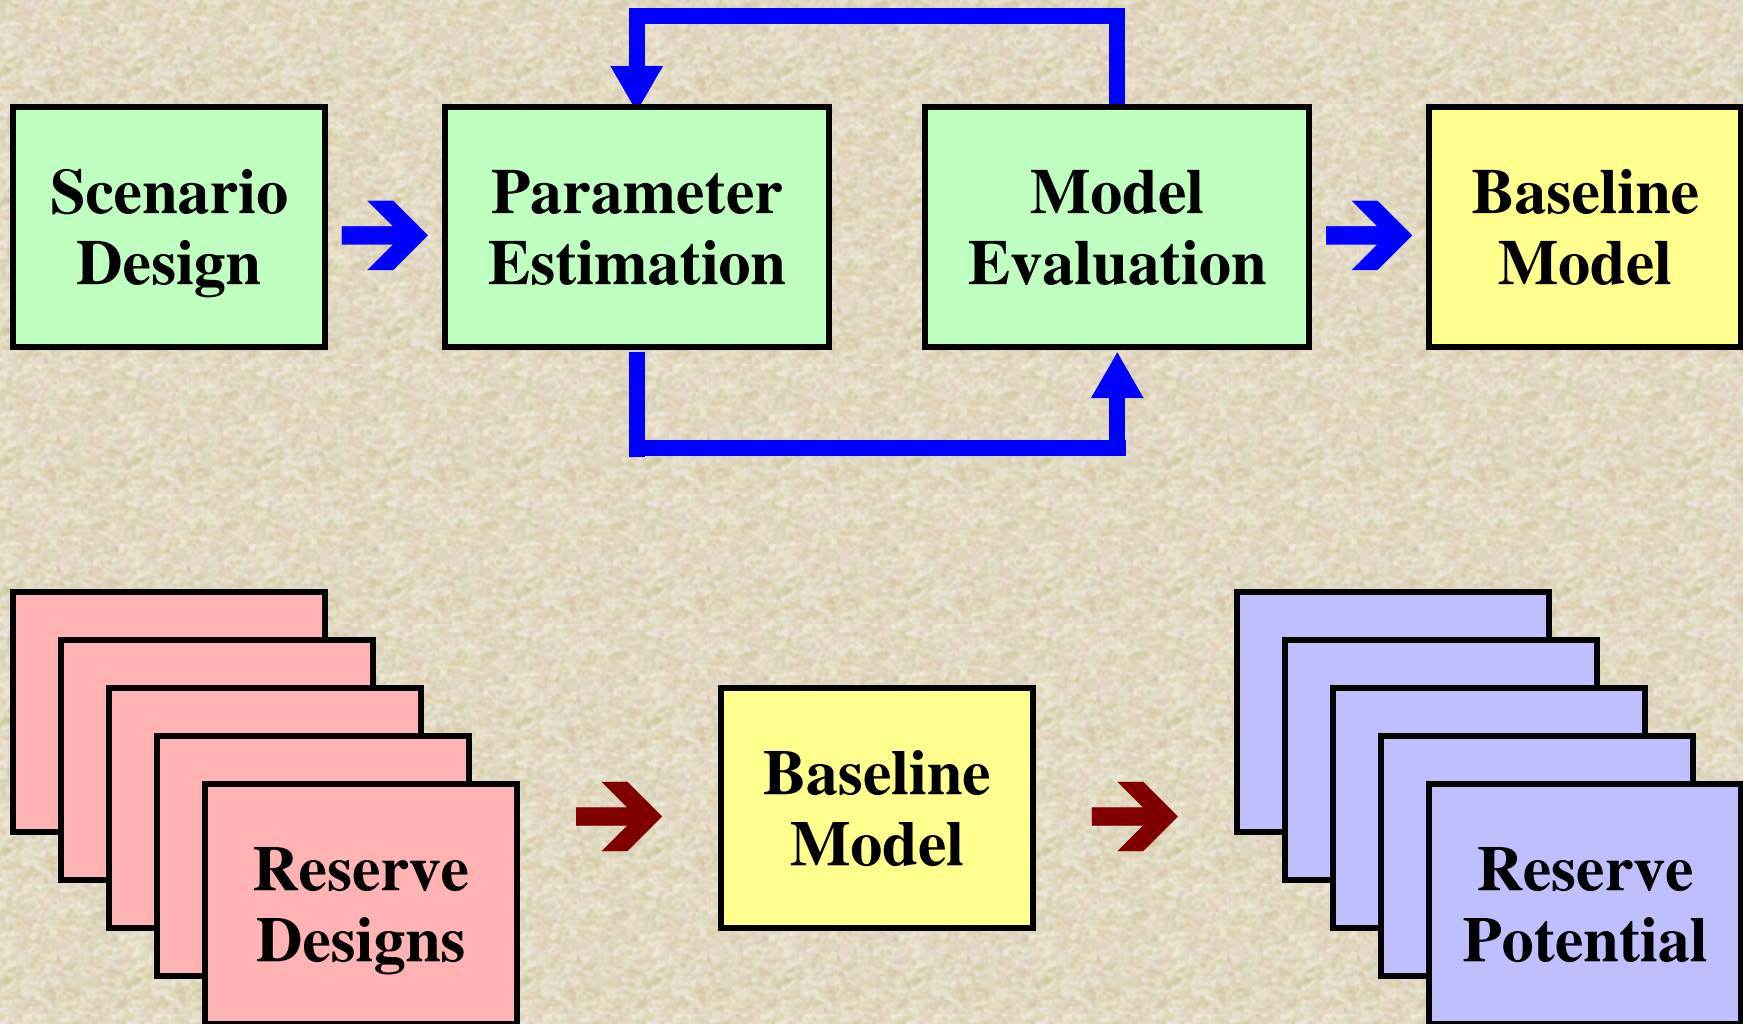 Scenario
Design
Parameter
Estimation
Model
Evaluation
Baseline
Model
Reserve
Designs
Baseline
Model
Reserve
Potential